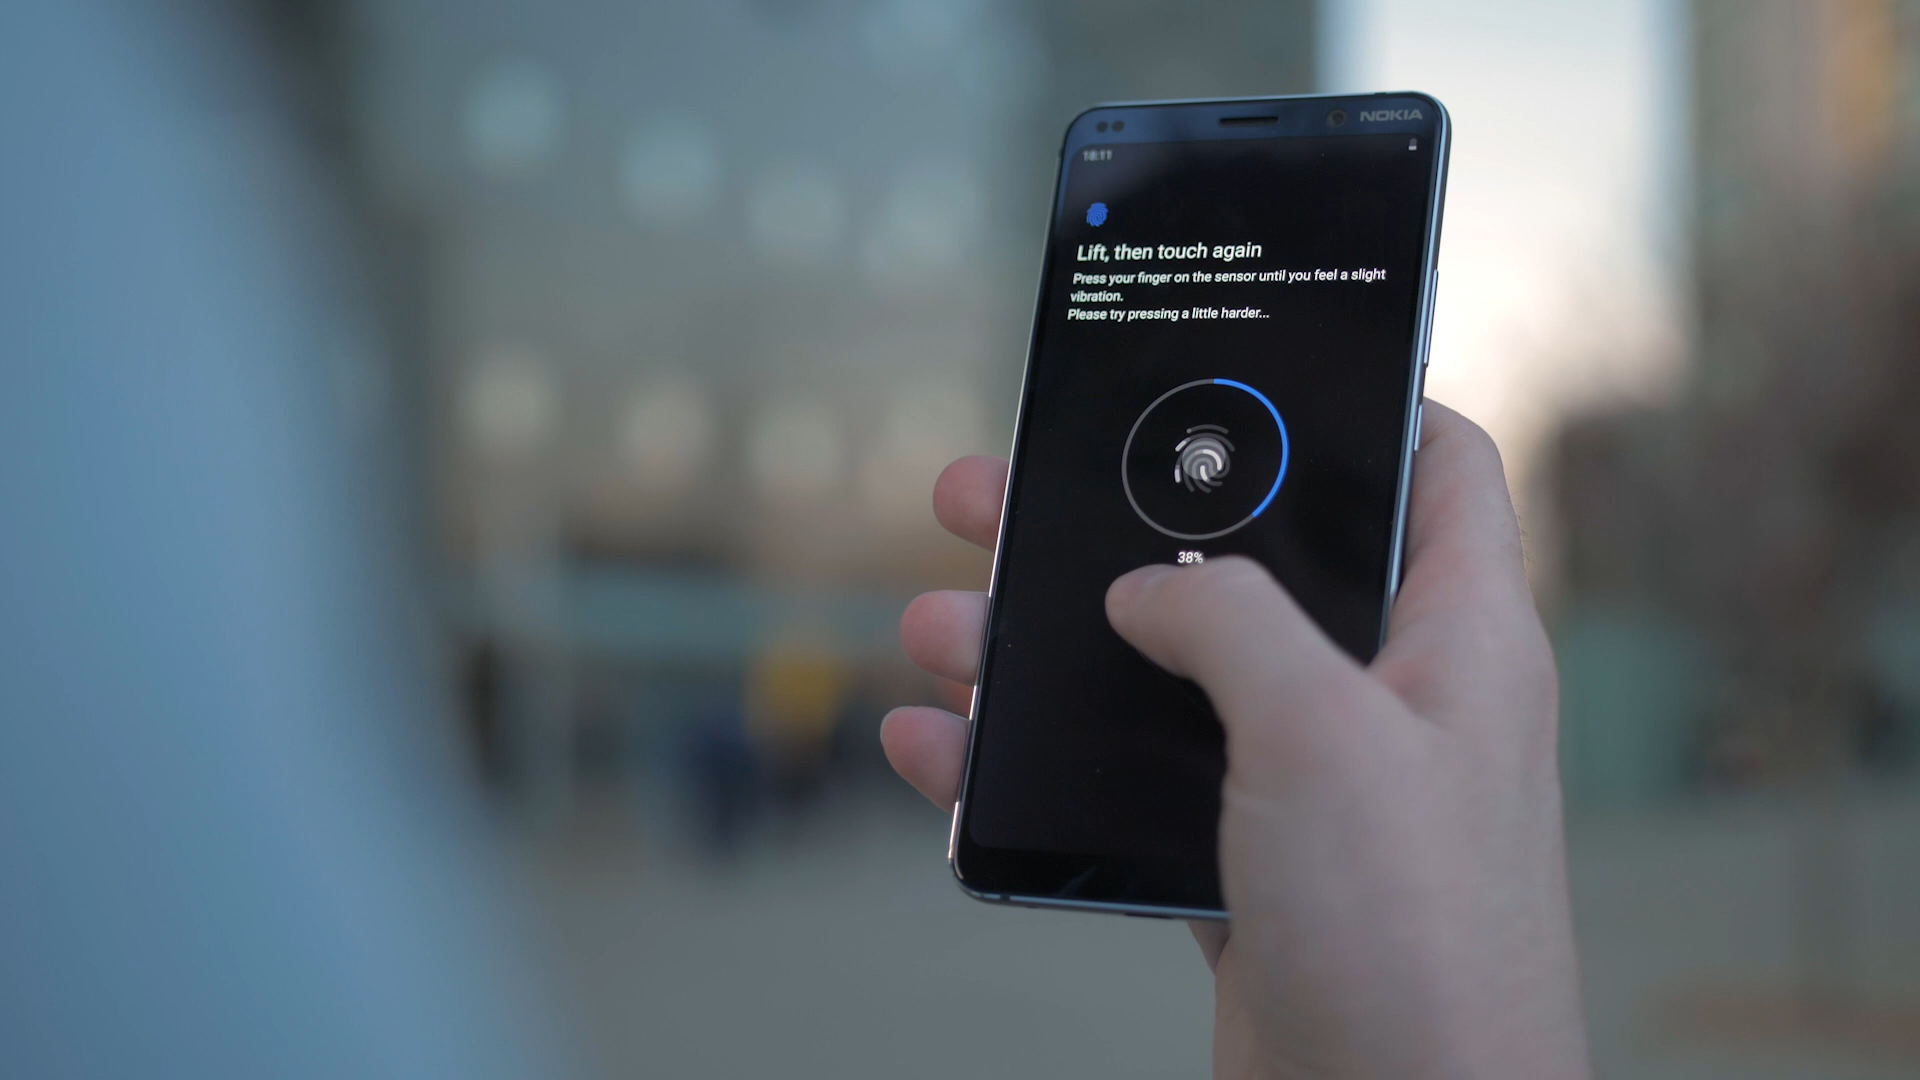 NOKIA
18:11
Lift, then touch again
Press your finger on the sensor until you feel a slight
vibration.
Please try pressing a little harder...
38%